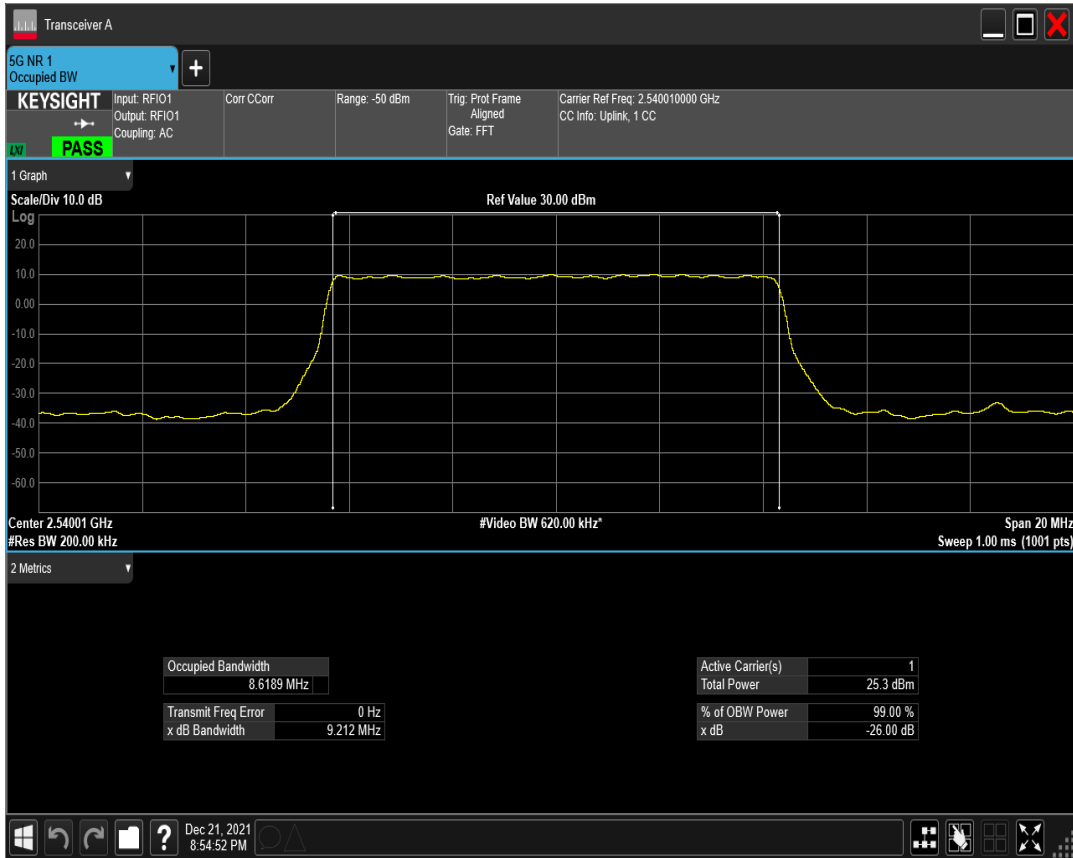 Transceiver A
5G NR 1
Occupied BW
+
KEYSIGHT
LXI
PASS
Input: RFIO1
Output: RFIO1
Coupling: AC
Corr CCorr
Range: -50 dBm
Trig: Prot Frame
Aligned
Gate: FFT
Carrier Ref Freq: 2.540010000 GHz
CC Info: Uplink, 1 CC
1 Graph
Scale/Div 10.0 dB
Ref Value 30.00 dBm
Log
20.0
10.0
0.00
-10.0
-20.0
-30.0
-40.0
-50.0
-60.0
Center 2.54001 GHz
#Video BW 620.00 kHz*
Span 20 MHz
#Res BW 200.00 kHz
Sweep 1.00 ms (1001 pts)
2 Metrics
Occupied Bandwidth
8.6189 MHz
Transmit Freq Error 0 Hz
x dB Bandwidth 9.212 MHz
Active Carrier(s) 1
Total Power 25.3 dBm
% of OBW Power 99.00 %
x dB -26.00 dB
?
Dec 21, 2021
8:54:52 PM